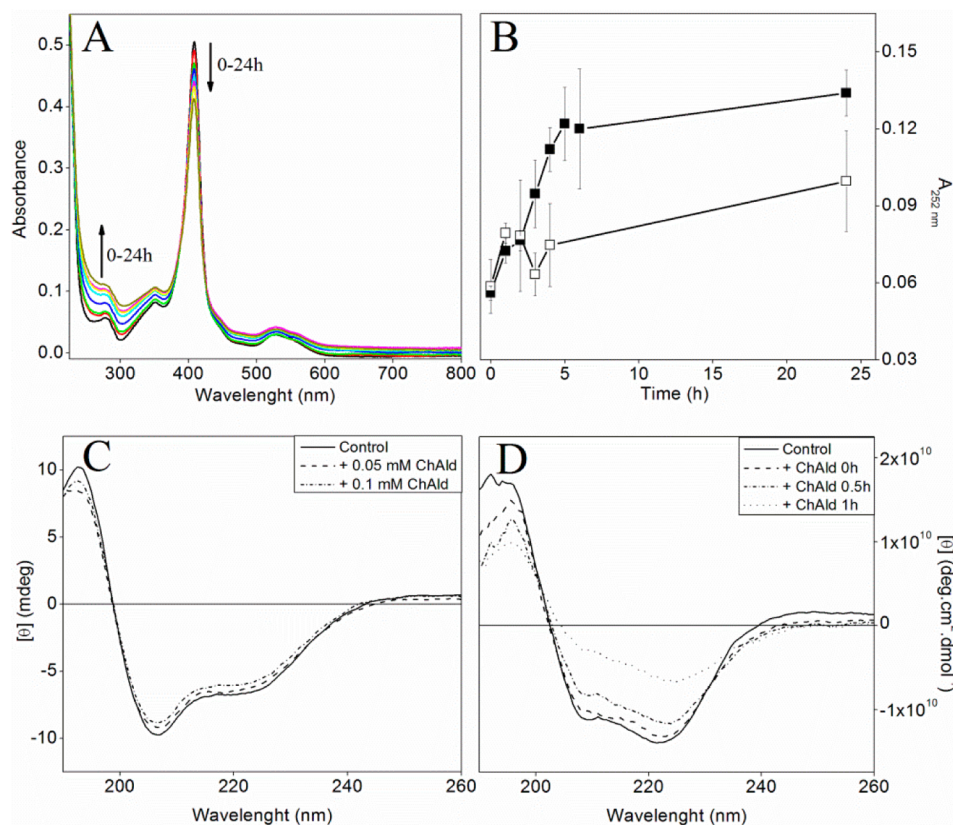 A
0-24h
0-24h
Absorbance
0.5
0.4
0.3
0.2
0.1
0.0
300 400 500 600 700 800
Wavelenght (nm)
B
0.15
0.12
0.09
0.06
0.03
A252 nm
0 5 10 15 20 25
Time (h)
C
Control
+ 0.05 mM ChAld
+ 0.1 mM ChAld
[θ] (mdeg)
10
5
0
-5
-10
200 220 240 260
Wavelenght (nm)
D
Control
+ ChAld 0h
+ ChAld 0.5h
+ ChAld 1h
2x10^10
1x10^10
0
-1x10^10
[θ] (deg.cm².dmol⁻¹)
200 220 240 260
Wavelenght (nm)